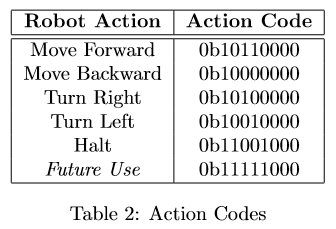 Robot Action Action Code
Move Forward 0b10110000
Move Backward 0b10000000
Turn Right 0b10100000
Turn Left 0b10010000
Halt 0b11001000
Future Use 0b11111000
Table 2: Action Codes